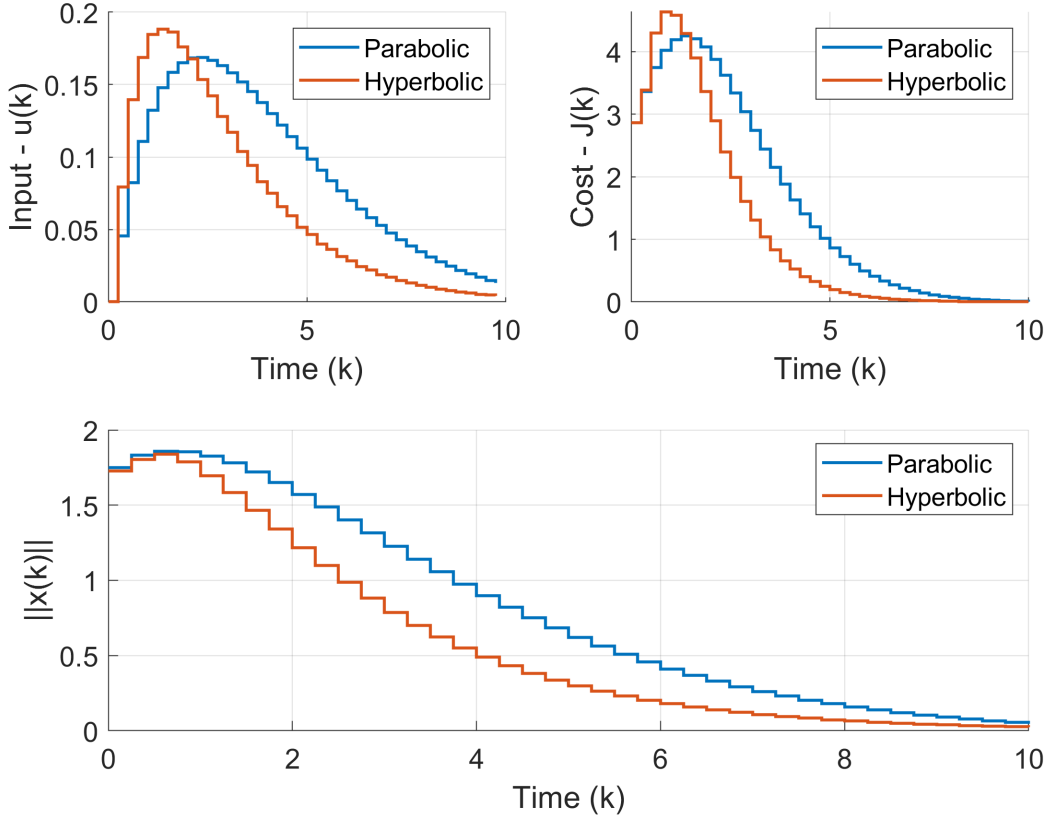 Input - u(k)
0.2
0.15
0.1
0.05
0
0
5
10
Time (k)
Parabolic
Hyperbolic
Cost - J(k)
4
3
2
1
0
0
5
10
Time (k)
Parabolic
Hyperbolic
||x(k)||
2
1.5
1
0.5
0
0
2
4
6
8
10
Time (k)
Parabolic
Hyperbolic